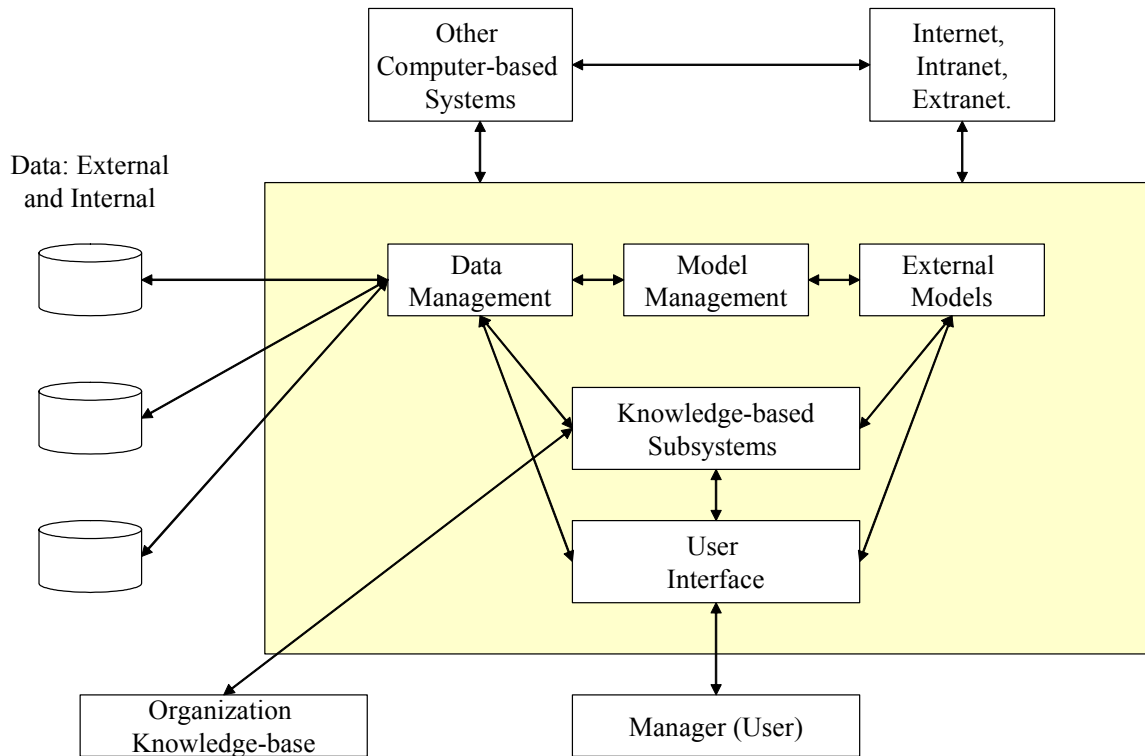 Other
Computer-based
Systems
Internet,
Intranet,
Extranet.
Data: External
and Internal
Data
Management
Model
Management
External
Models
Knowledge-based
Subsystems
User
Interface
Organization
Knowledge-base
Manager (User)